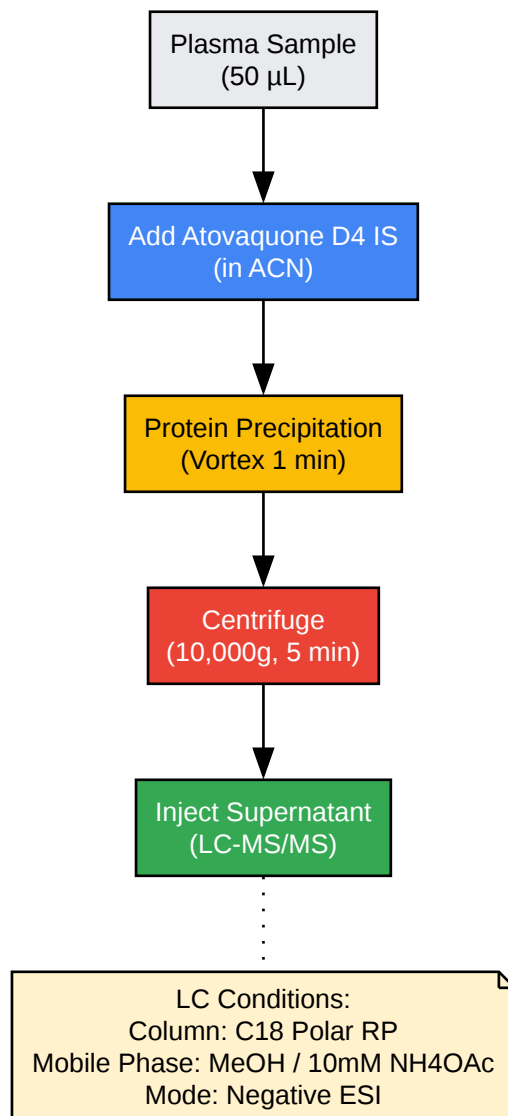 Plasma Sample
(50 µL)
Add Atovaquone D4 IS
(in ACN)
Protein Precipitation
(Vortex 1 min)
Centrifuge
(10,000g, 5 min)
Inject Supernatant
(LC-MS/MS)
LC Conditions:
Column: C18 Polar RP
Mobile Phase: MeOH / 10mM NH4OAc
Mode: Negative ESI